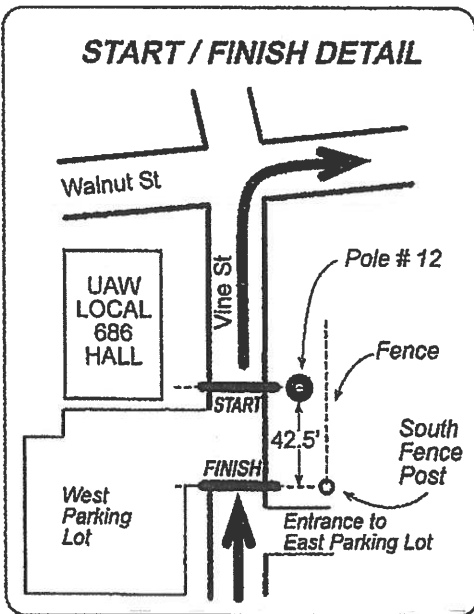 START / FINISH DETAIL
Walnut St
Vine St
UAW
LOCAL
686
HALL
Pole # 12
Fence
START
42.5'
South
Fence
Post
FINISH
West
Parking
Lot
Entrance to
East Parking Lot